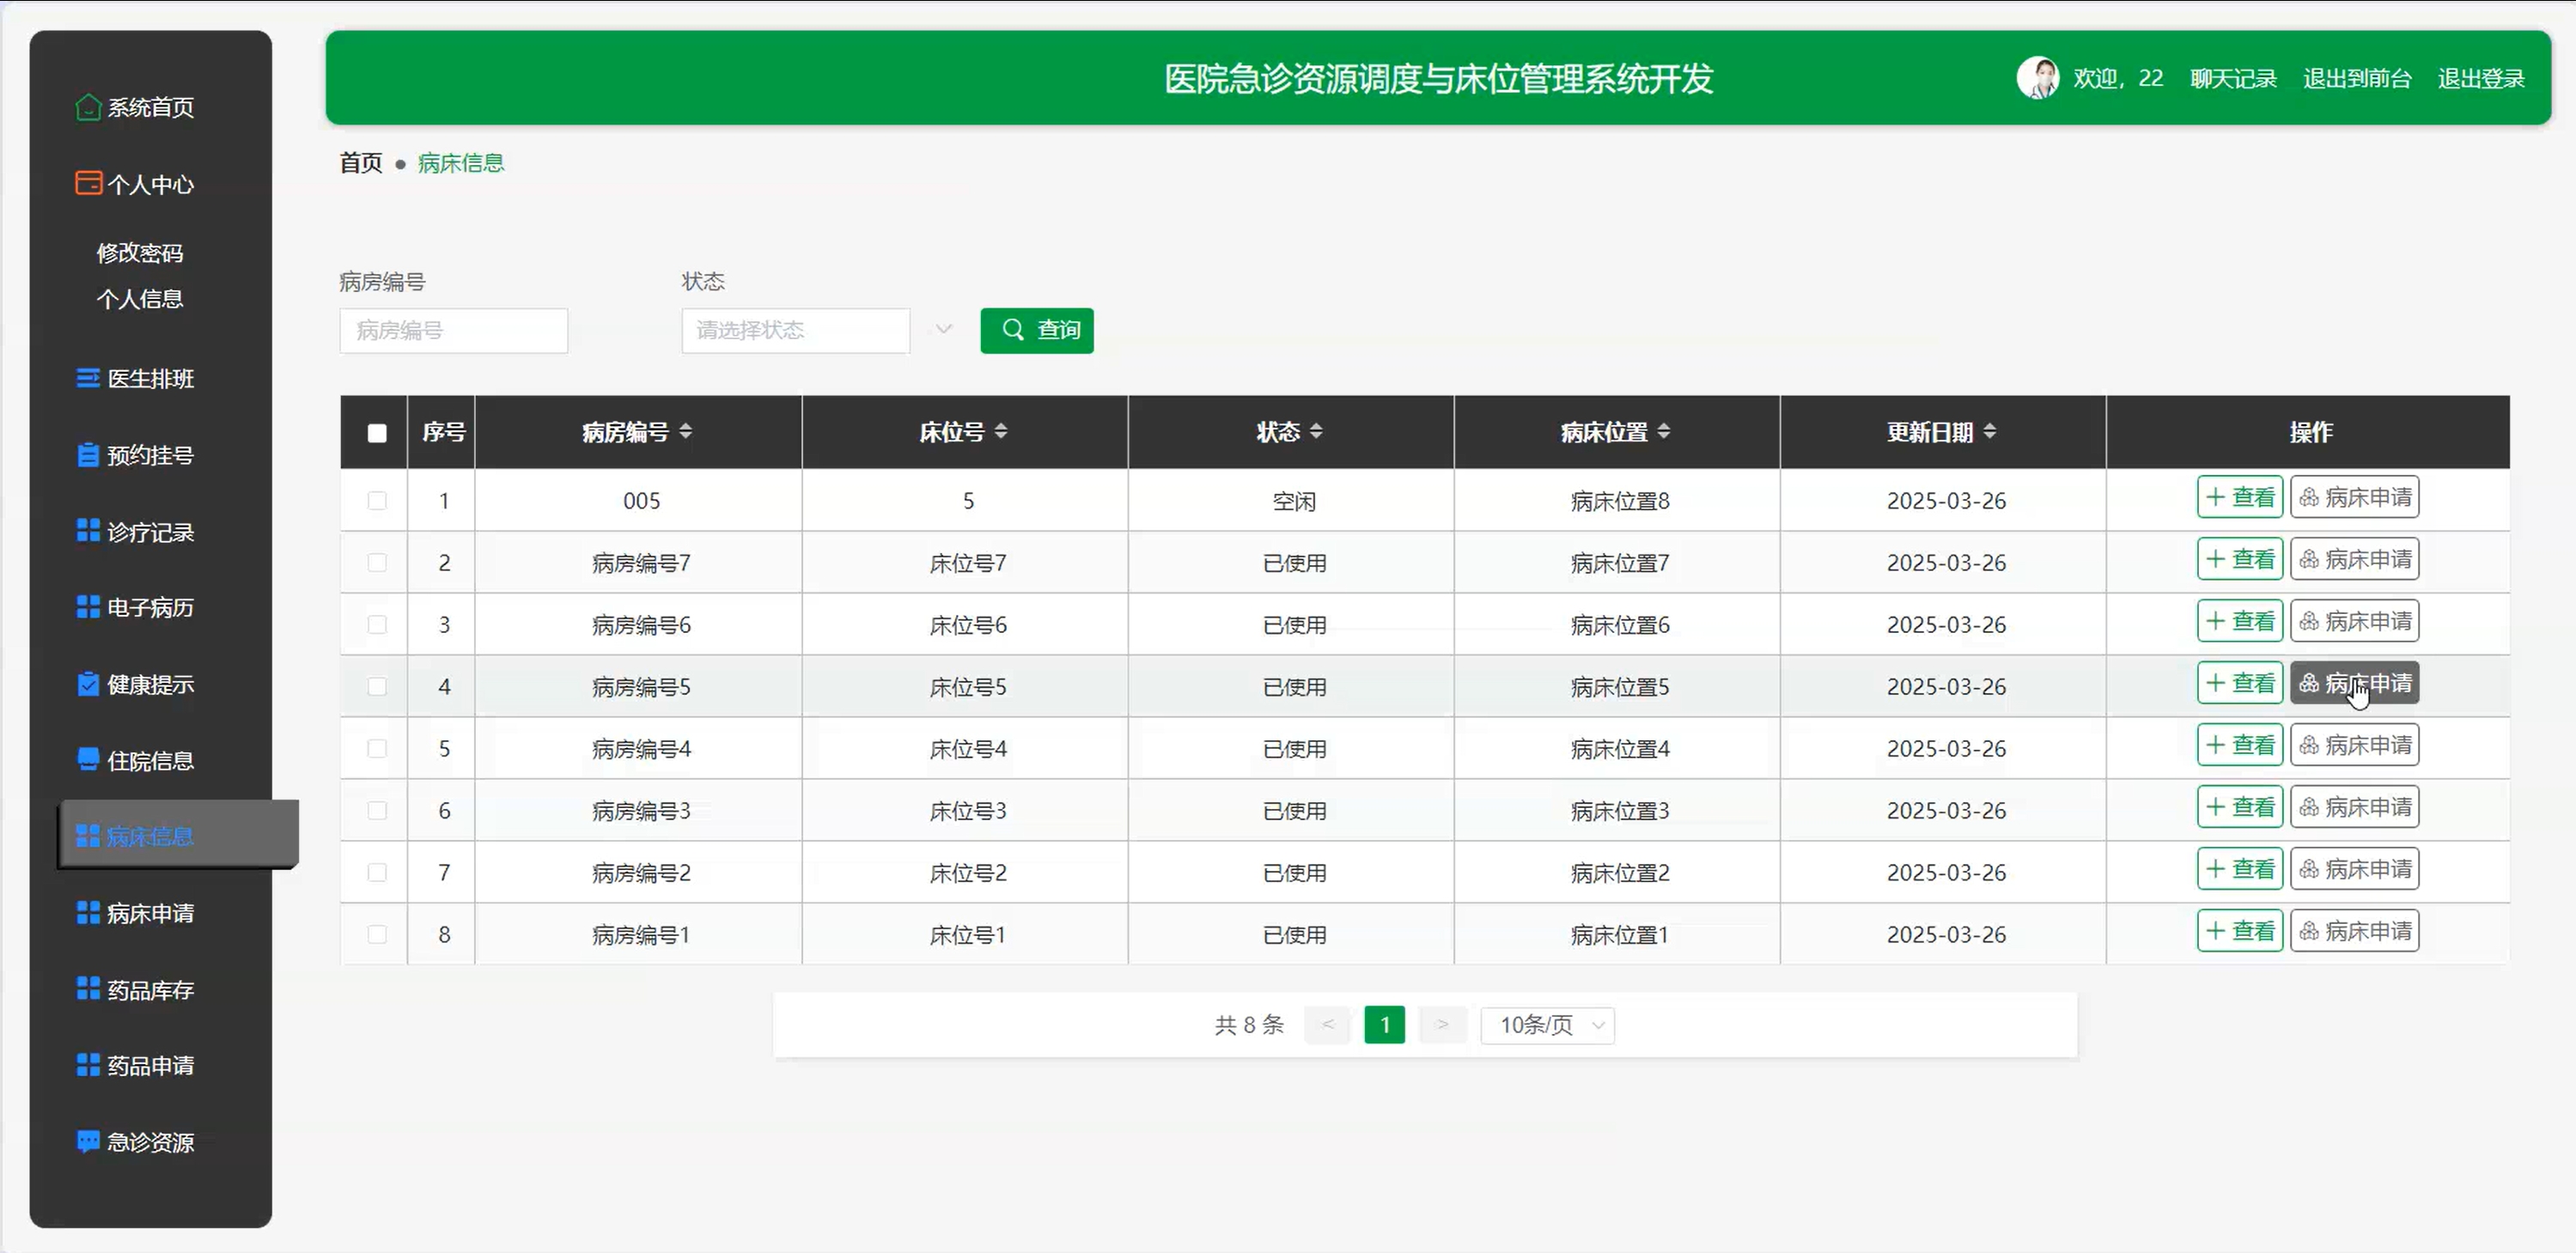 医院急诊资源调度与床位管理系统开发
欢迎，22 聊天记录 退出到前台 退出登录
系统首页
个人中心
修改密码
个人信息
医生排班
预约挂号
诊疗记录
电子病历
健康提示
住院信息
病床信息
病床申请
药品库存
药品申请
急诊资源
首页 ● 病床信息
病房编号 状态
病房编号 请选择状态 查询
序号 病房编号 床位号 状态 病床位置 更新日期 操作
1 005 5 空闲 病床位置8 2025-03-26 查看 病床申请
2 病房编号7 床位号7 已使用 病床位置7 2025-03-26 查看 病床申请
3 病房编号6 床位号6 已使用 病床位置6 2025-03-26 查看 病床申请
4 病房编号5 床位号5 已使用 病床位置5 2025-03-26 查看 病床申请
5 病房编号4 床位号4 已使用 病床位置4 2025-03-26 查看 病床申请
6 病房编号3 床位号3 已使用 病床位置3 2025-03-26 查看 病床申请
7 病房编号2 床位号2 已使用 病床位置2 2025-03-26 查看 病床申请
8 病房编号1 床位号1 已使用 病床位置1 2025-03-26 查看 病床申请
共 8 条 < 1 > 10条/页